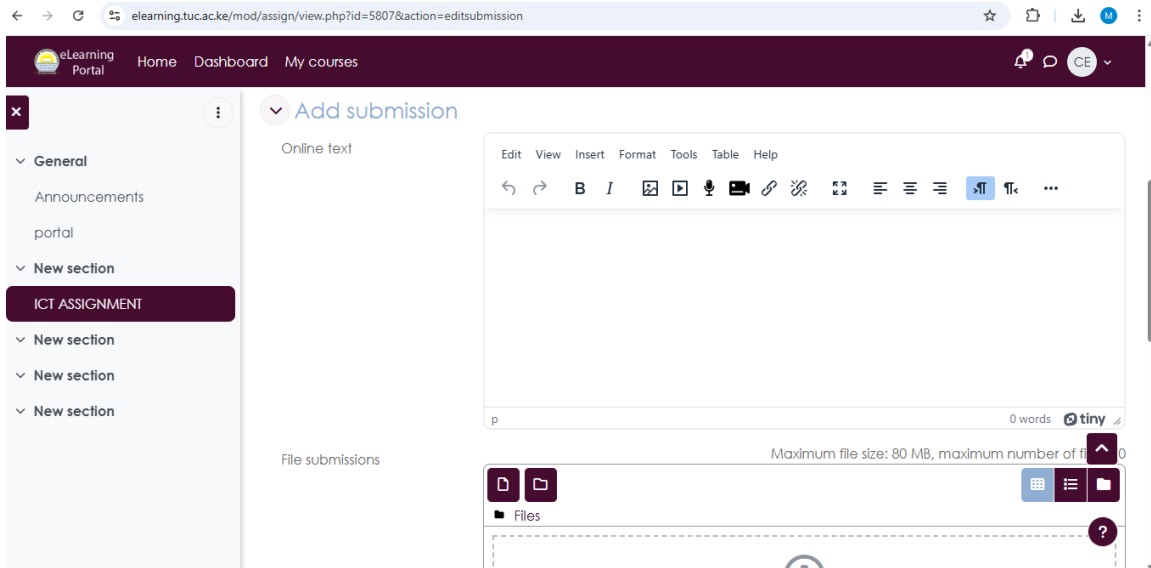 elearning.tuc.ac.ke/mod/assign/view.php?id=5807&action=editsubmission
M
eLearning
Portal
Home Dashboard My courses
1
CE
Add submission
General
Announcements
portal
New section
ICT ASSIGNMENT
New section
New section
New section
Online text
Edit View Insert Format Tools Table Help
B I
p
0 words tiny
File submissions
Maximum file size: 80 MB, maximum number of
Files
?